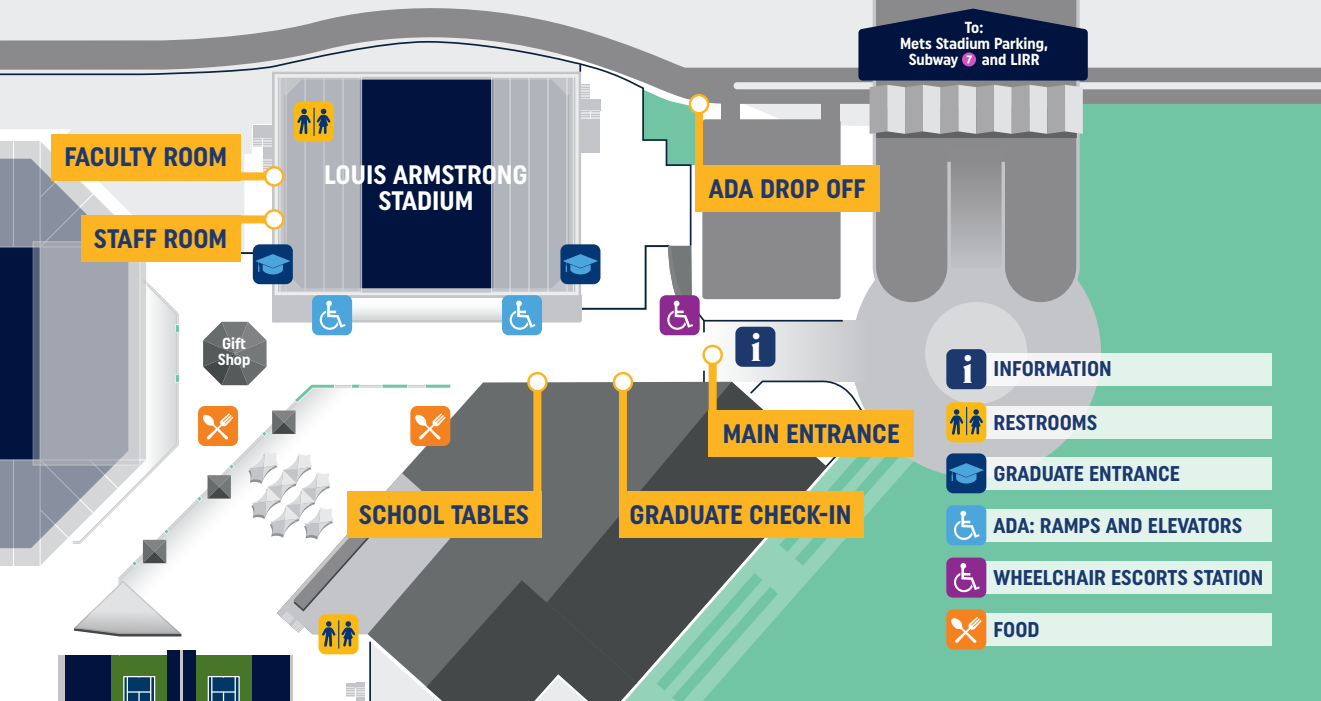 To:
Mets Stadium Parking,
Subway 7 and LIRR
FACULTY ROOM
LOUIS ARMSTRONG
STADIUM
ADA DROP OFF
STAFF ROOM
Gift
Shop
i
i INFORMATION
MAIN ENTRANCE
RESTROOMS
GRADUATE ENTRANCE
SCHOOL TABLES
GRADUATE CHECK-IN
ADA: RAMPS AND ELEVATORS
WHEELCHAIR ESCORTS STATION
FOOD